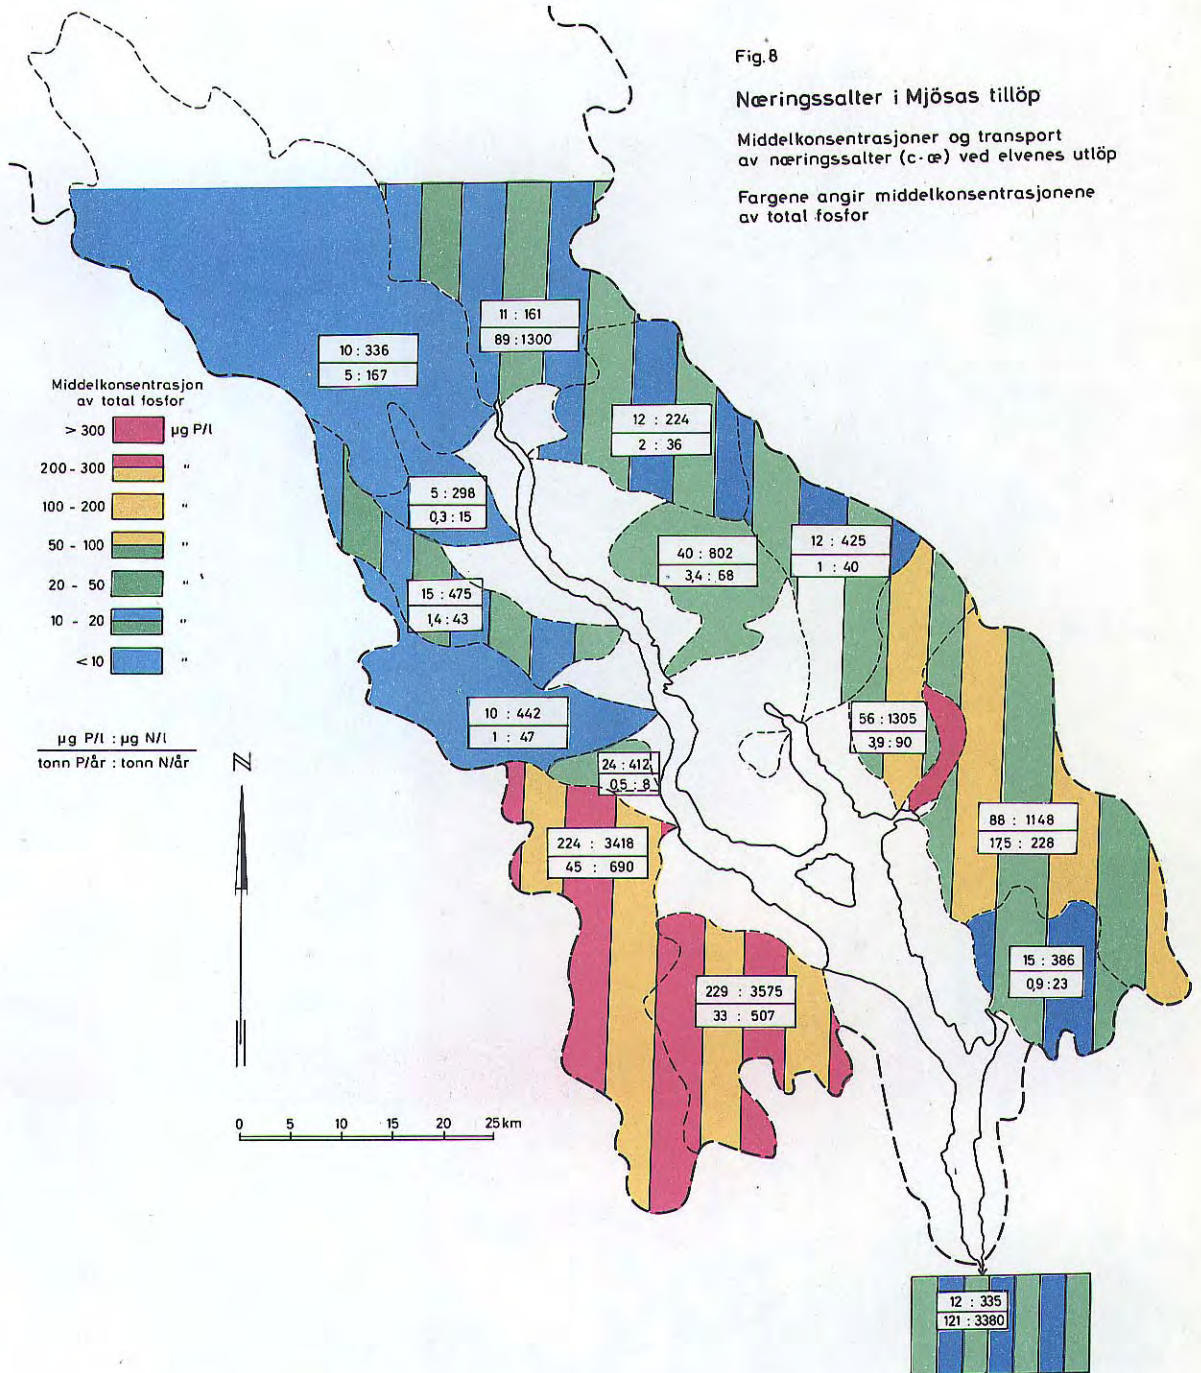 Fig.8
Næringssalter i Mjösas tillöp
Middelkonsentrasjoner og transport
av næringssalter (c·œ) ved elvenes utlöp
Fargene angir middelkonsentrasjonene
av total fosfor
11 : 161
89 : 1300
10 : 336
5 : 167
Middelkonsentrasjon
av total fosfor
> 300 µg P/l
200 - 300 "
100 - 200 "
50 - 100 "
20 - 50 "
10 - 20 "
< 10 "
µg P/l : µg N/l
tonn P/år : tonn N/år
12 : 224
2 : 36
5 : 298
0,3 : 15
40 : 802
3,4 : 68
12 : 425
1 : 40
15 : 475
1,4 : 43
10 : 442
1 : 47
56 : 1305
3,9 : 90
24 : 412
0,5 : 8
88 : 1148
17,5 : 228
224 : 3418
45 : 690
15 : 386
0,9 : 23
229 : 3575
33 : 507
N
0 5 10 15 20 25 km
12 : 335
121 : 3380